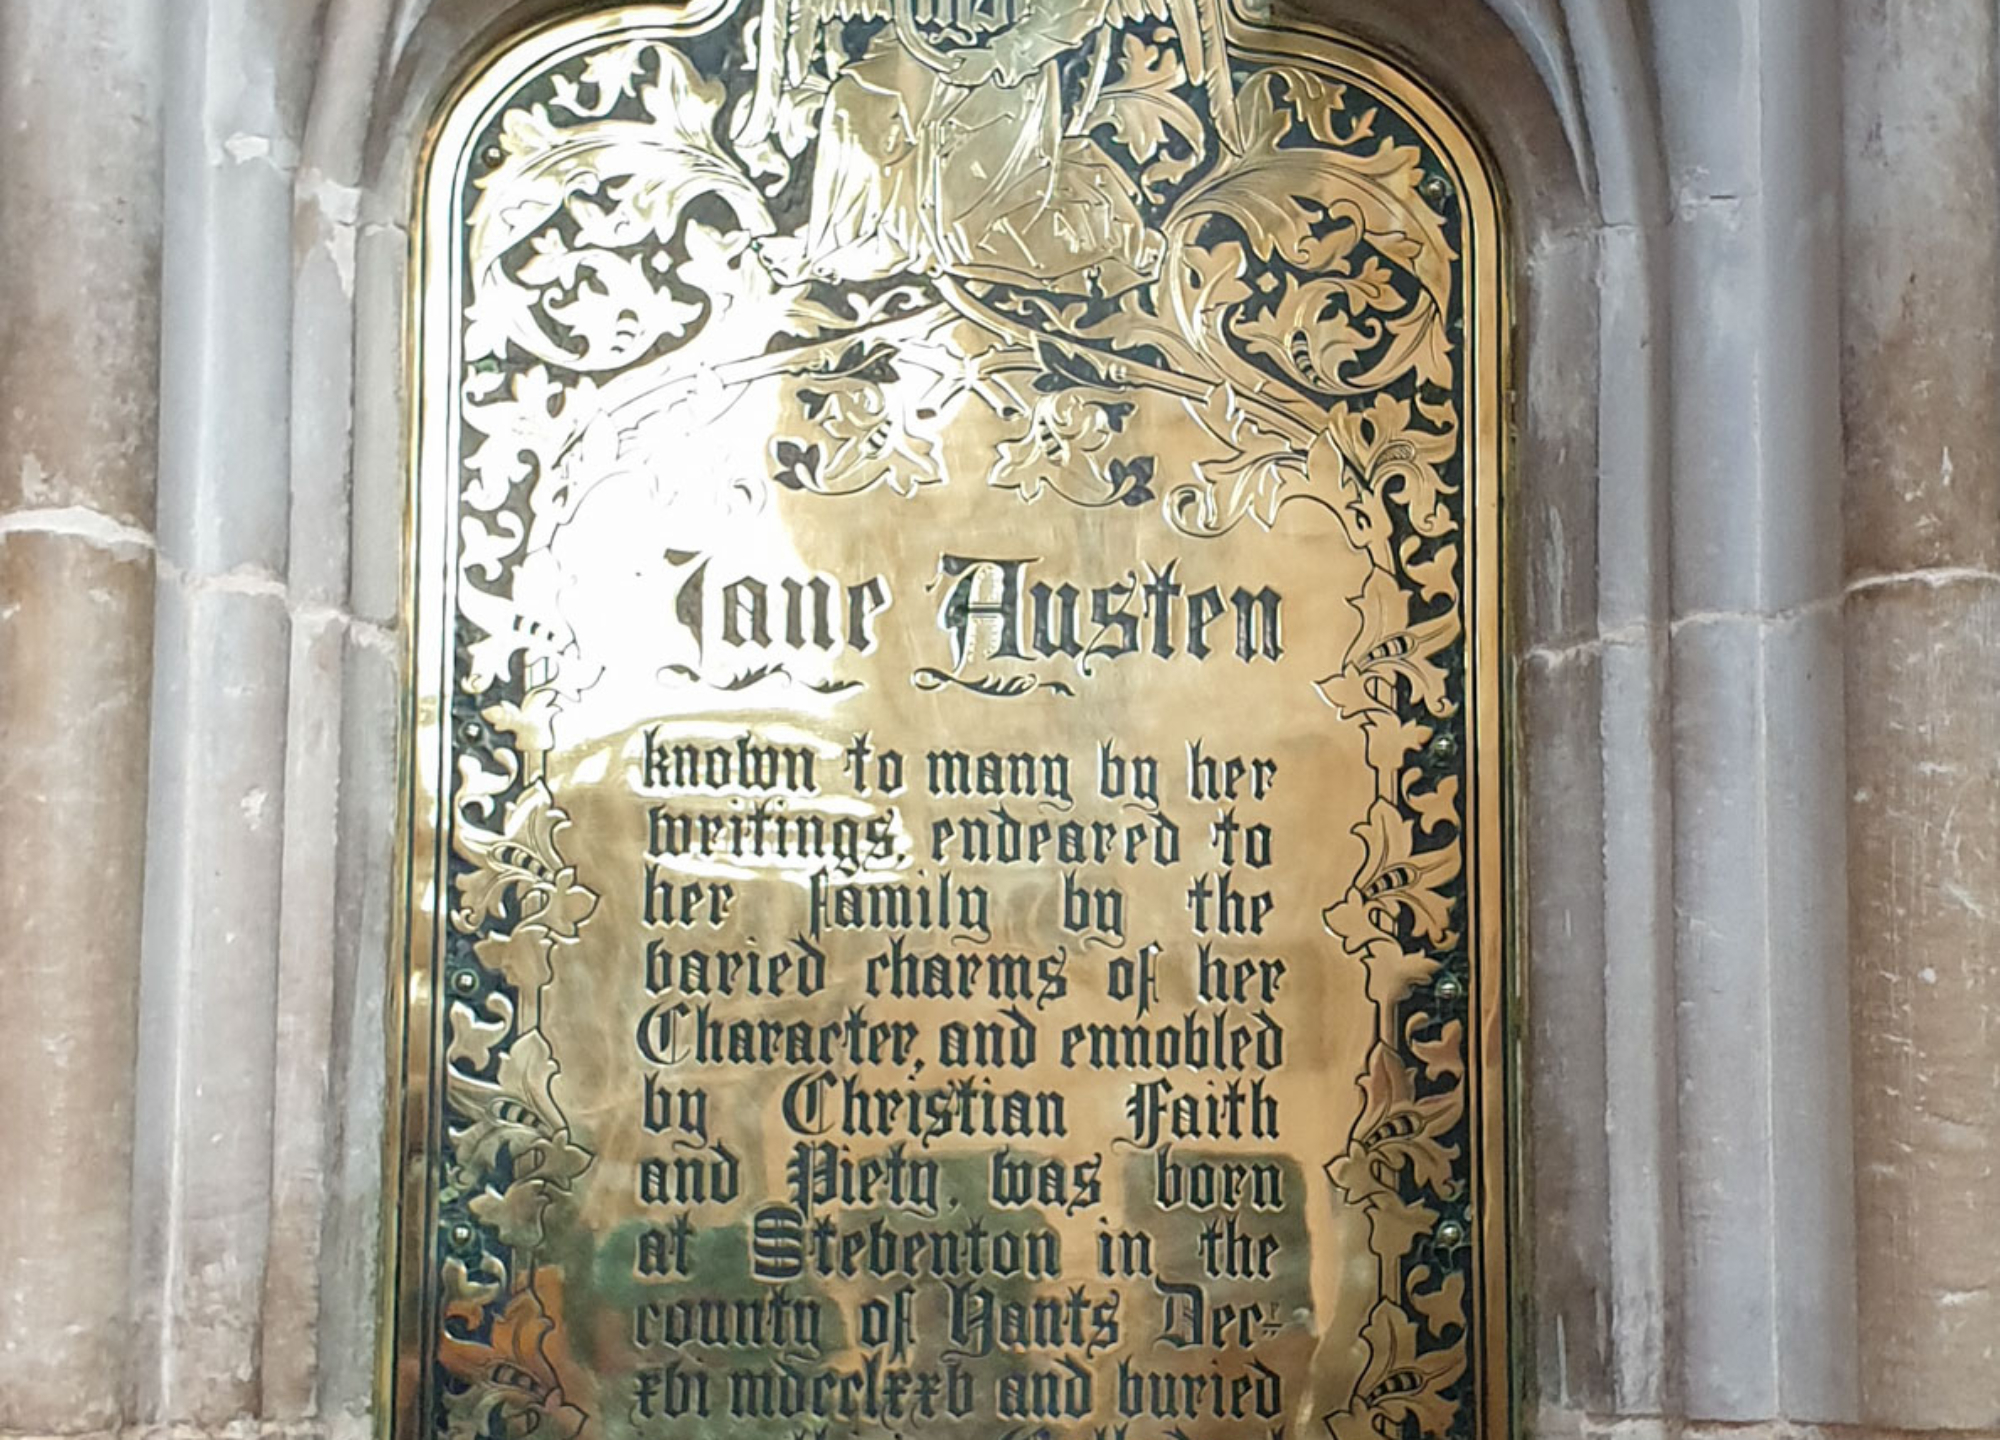 Jane Austen
known to many by her
writings, endeared to
her family by the
varied charms of her
Character, and ennobled
by Christian Faith
and Piety, was born
at Steventon in the
county of Hants Decr
xvi mdcclxxv and buried